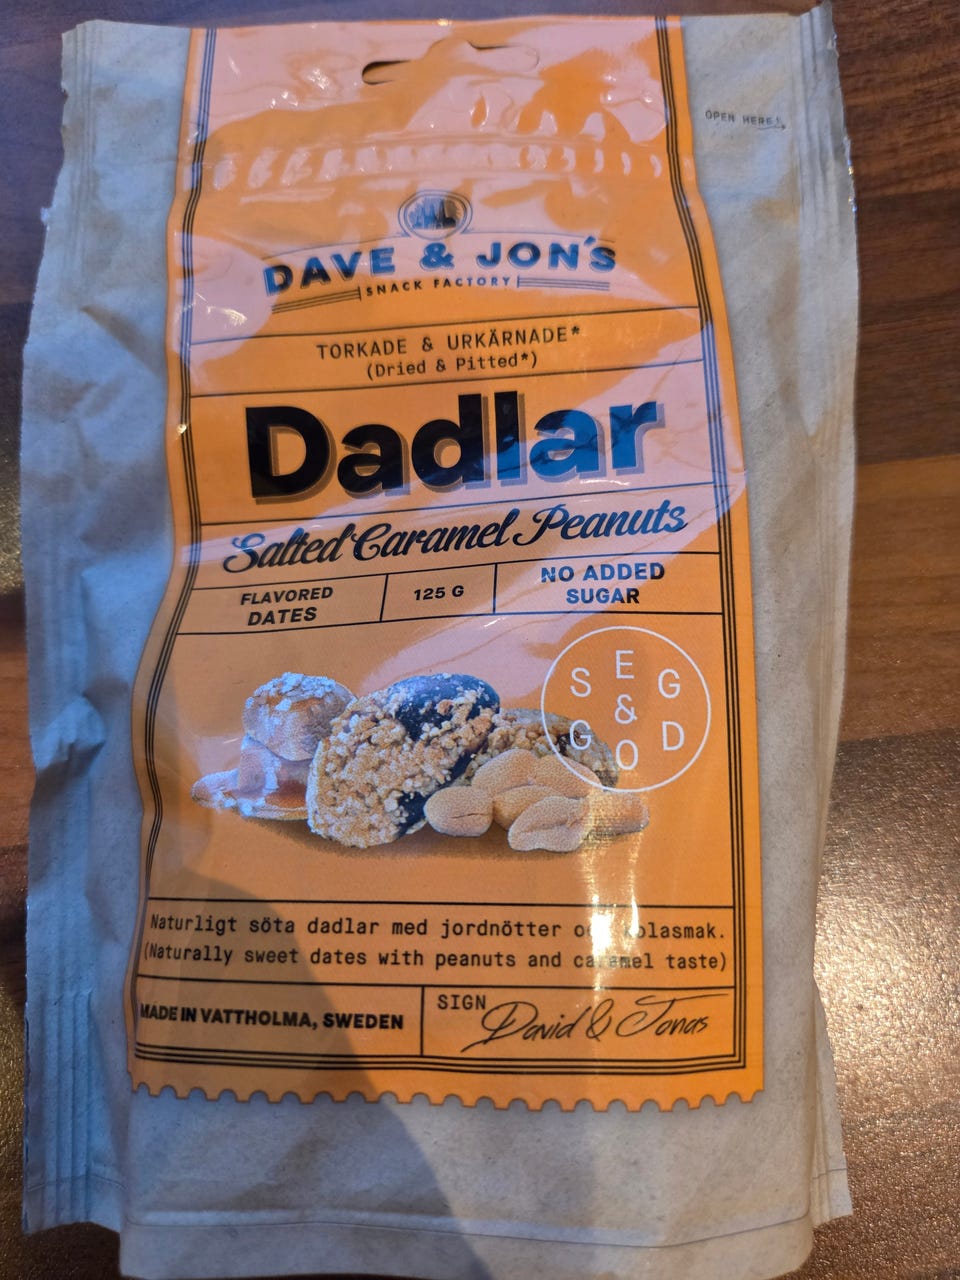 OPEN HERE!
DAVE & JON'S
SNACK FACTORY
TORKADE & URKÄRNADE*
(Dried & Pitted*)
Dadlar
Salted Caramel Peanuts
FLAVORED
DATES
125 G
NO ADDED
SUGAR
SEG
&
GOD
Naturligt söta dadlar med jordnötter och kolasmak.
(Naturally sweet dates with peanuts and caramel taste)
MADE IN VATTHOLMA, SWEDEN
SIGN
David & Jonas